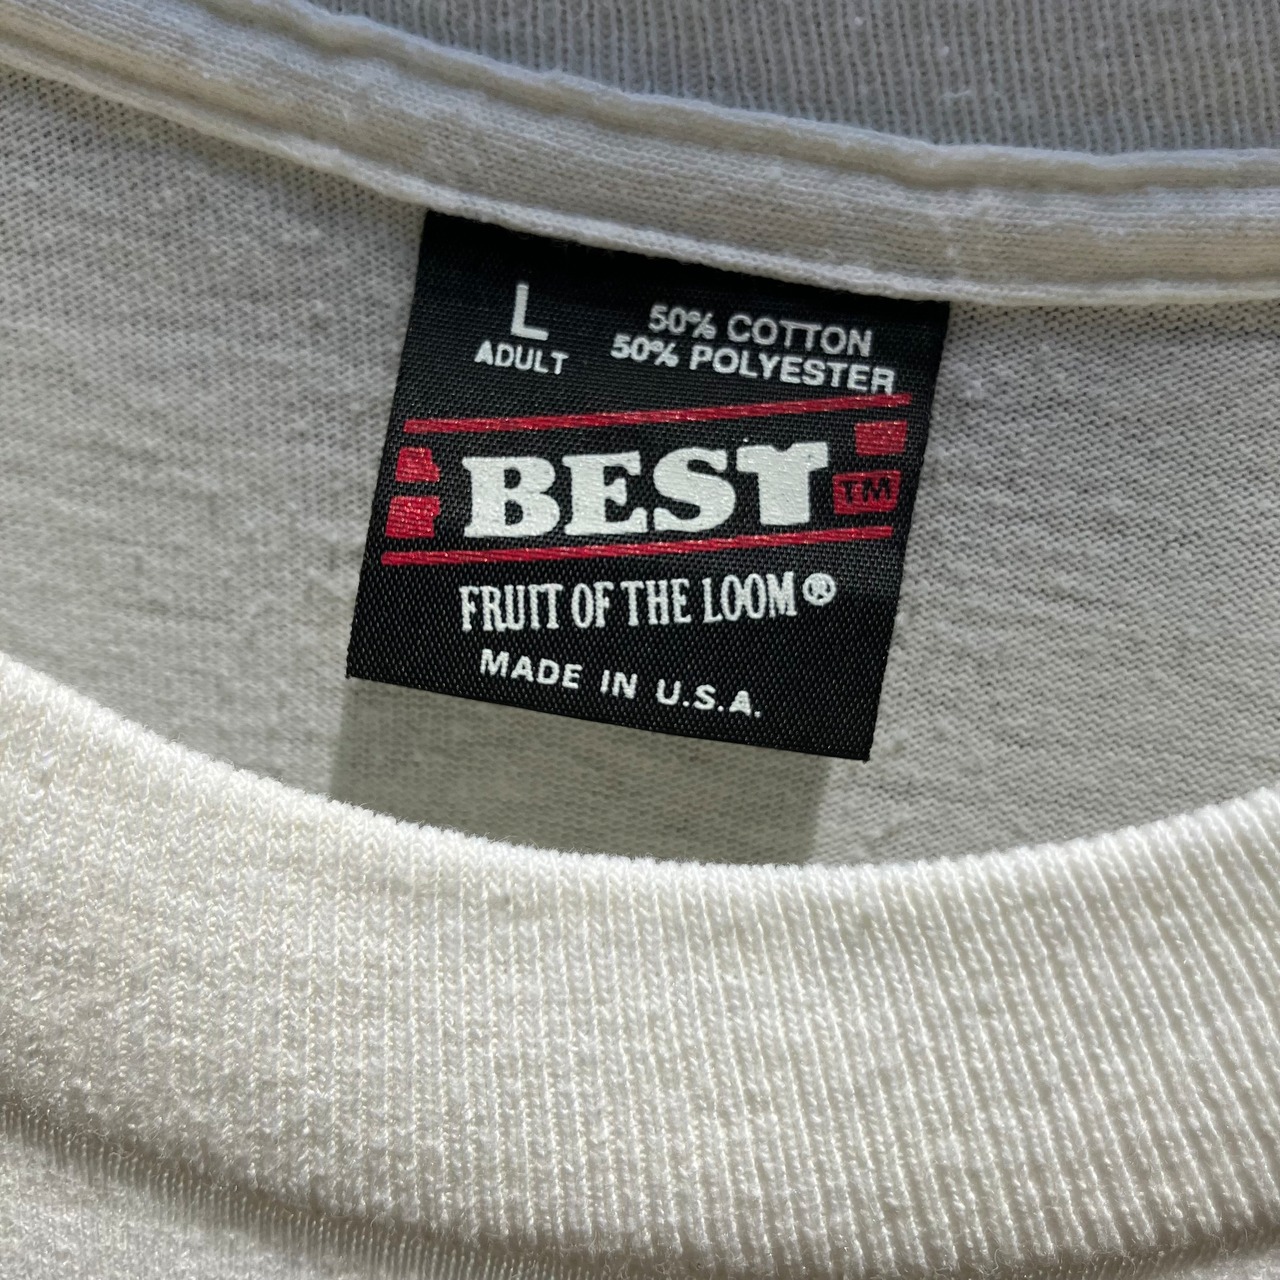 L
ADULT
50% COTTON
50% POLYESTER
BEST TM
FRUIT OF THE LOOM®
MADE IN U.S.A.